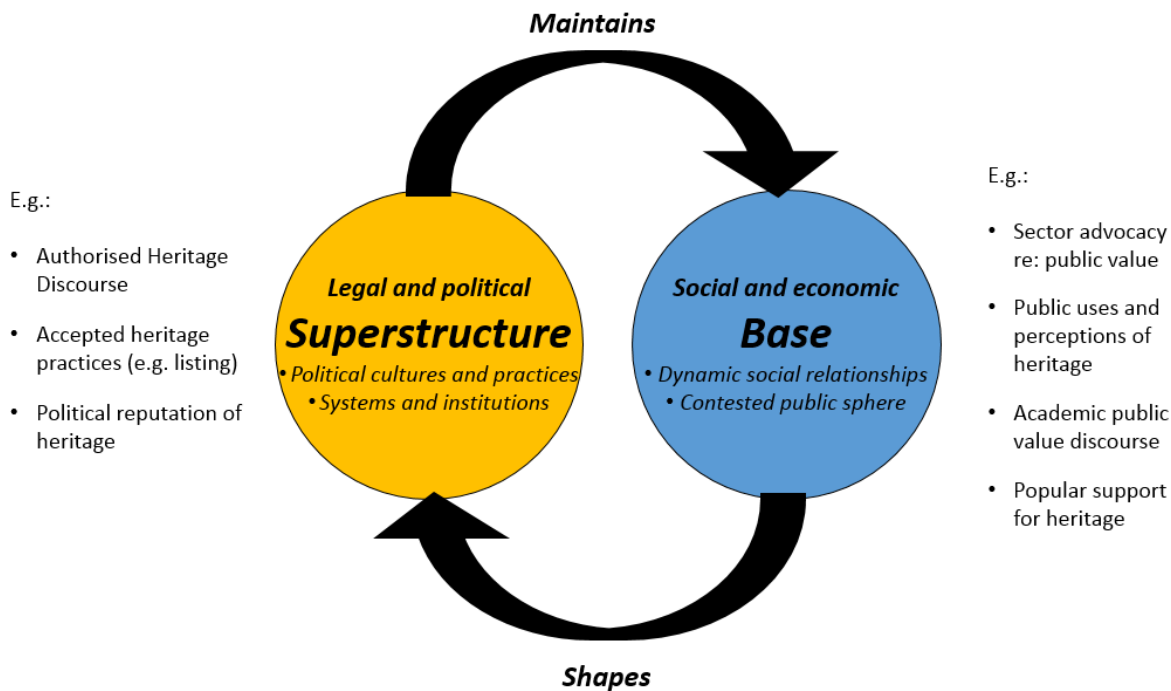 Maintains
E.g.:
• Authorised Heritage
Discourse
• Accepted heritage
practices (e.g. listing)
• Political reputation of
heritage
Legal and political
Superstructure
• Political cultures and practices
• Systems and institutions
Social and economic
Base
• Dynamic social relationships
• Contested public sphere
E.g.:
• Sector advocacy
re: public value
• Public uses and
perceptions of
heritage
• Academic public
value discourse
• Popular support
for heritage
Shapes